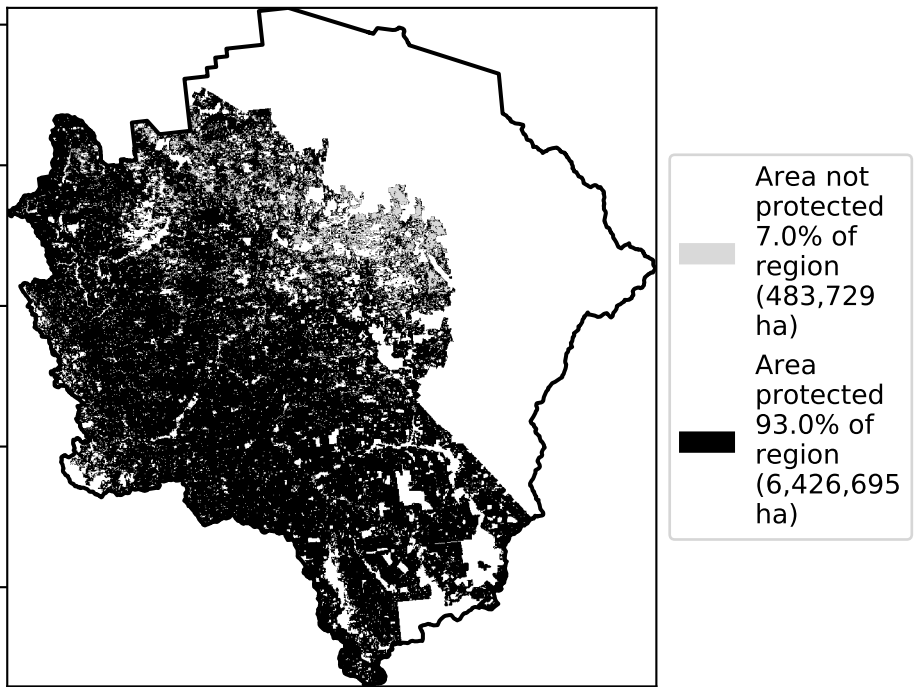 Area not
protected
7.0% of
region
(483,729
ha)
Area
protected
93.0% of
region
(6,426,695
ha)